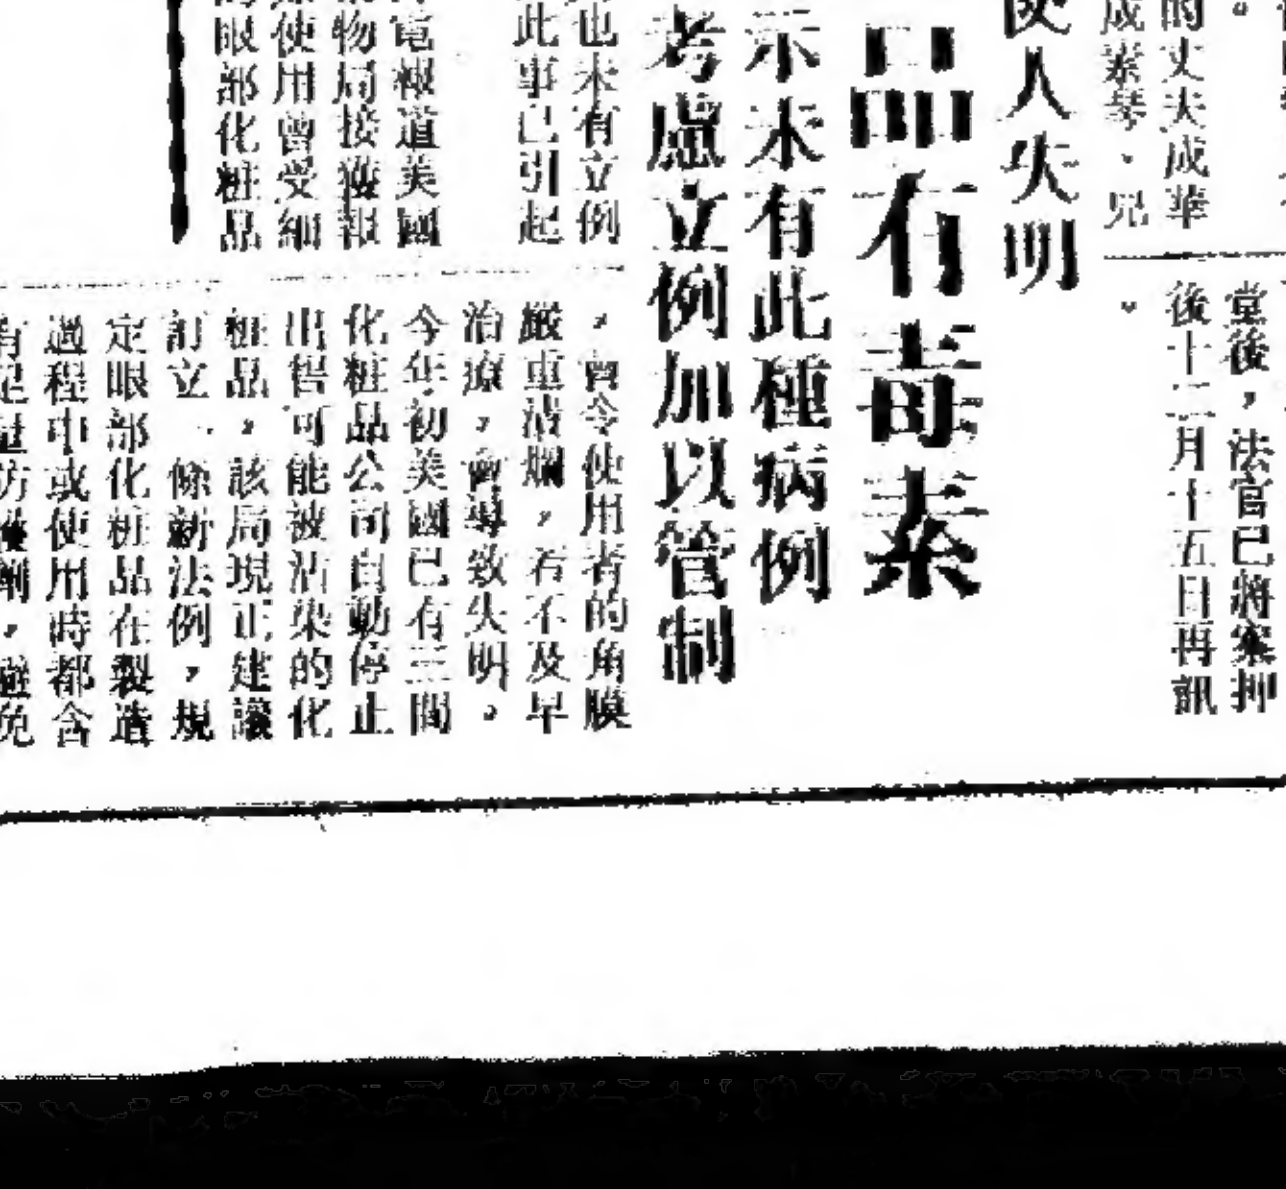 的丈夫成華
成素琴、兄
堂後，法官已將案押
後十二月十五日再訊
。
使人失明
品有毒素
示未有此種病例
考慮立例加以管制
也未有立例
此事已引起
電報道美國
物局接獲報
使用曾受細
眼部化粧品
，曾令使用者的角膜
嚴重潰爛，若不及早
治療，會導致失明。
今年初美國已有三間
化粧品公司自動停止
出售可能被沾染的化
粧品，該局現正建議
訂立一條新法例，規
定眼部化粧品在製造
過程中或使用時都含
有足量防腐劑，避免